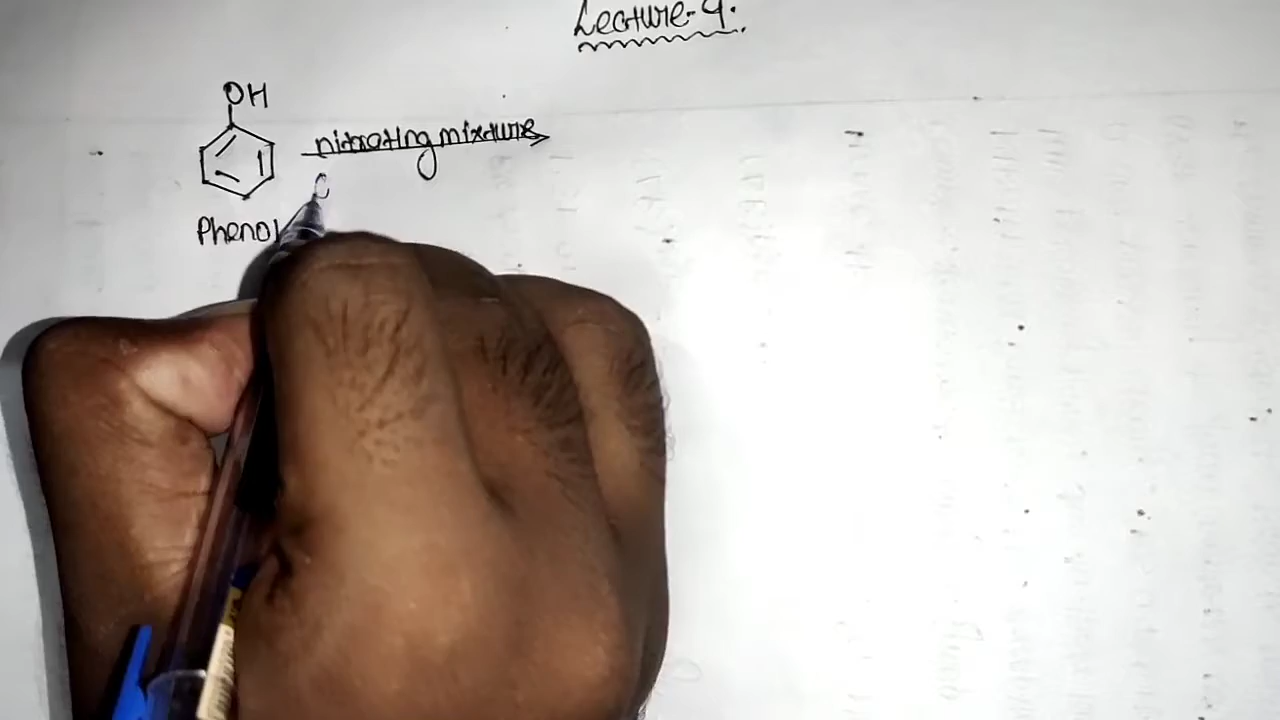 Lecture-9.
OH
nitrating mixture
C
Phenol